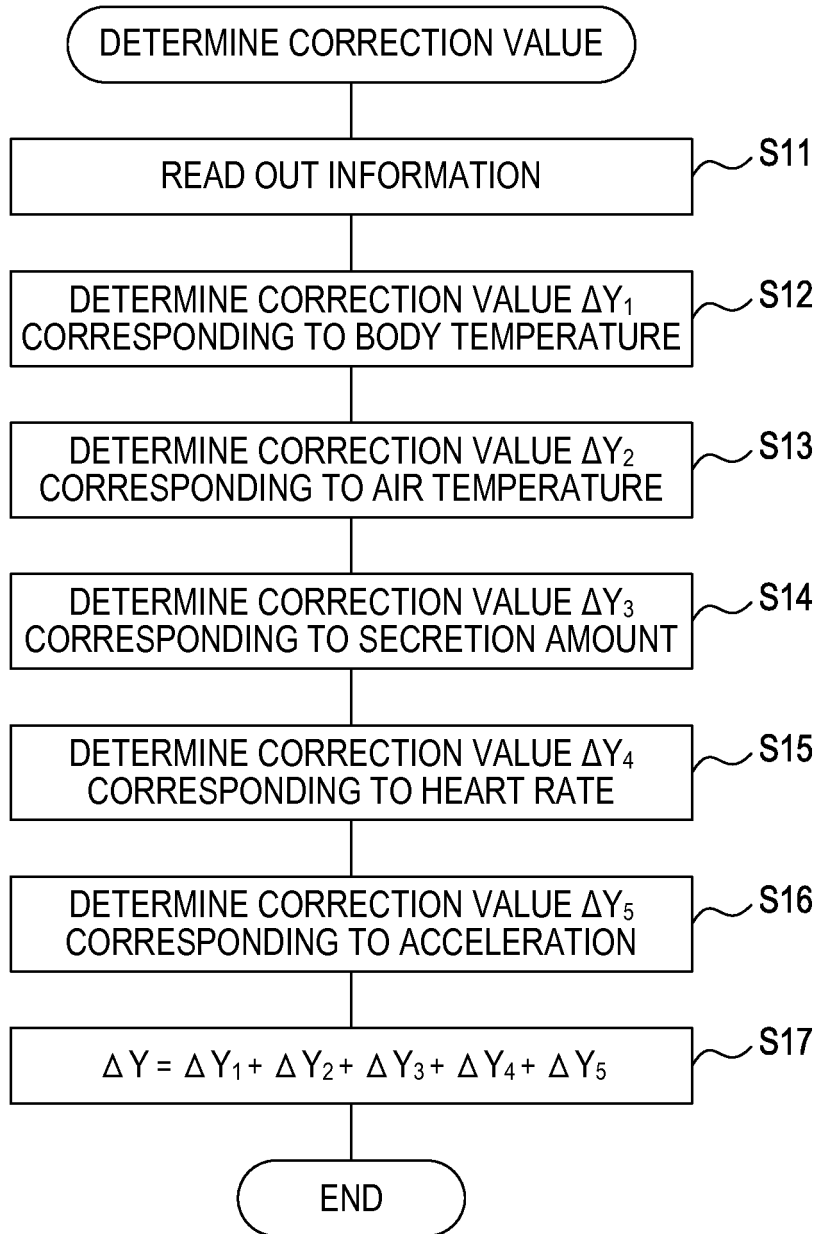 DETERMINE CORRECTION VALUE
READ OUT INFORMATION
S11
DETERMINE CORRECTION VALUE ΔY₁
CORRESPONDING TO BODY TEMPERATURE
S12
DETERMINE CORRECTION VALUE ΔY₂
CORRESPONDING TO AIR TEMPERATURE
S13
DETERMINE CORRECTION VALUE ΔY₃
CORRESPONDING TO SECRETION AMOUNT
S14
DETERMINE CORRECTION VALUE ΔY₄
CORRESPONDING TO HEART RATE
S15
DETERMINE CORRECTION VALUE ΔY₅
CORRESPONDING TO ACCELERATION
S16
ΔY = ΔY₁+ ΔY₂+ ΔY₃+ ΔY₄+ ΔY₅
S17
END